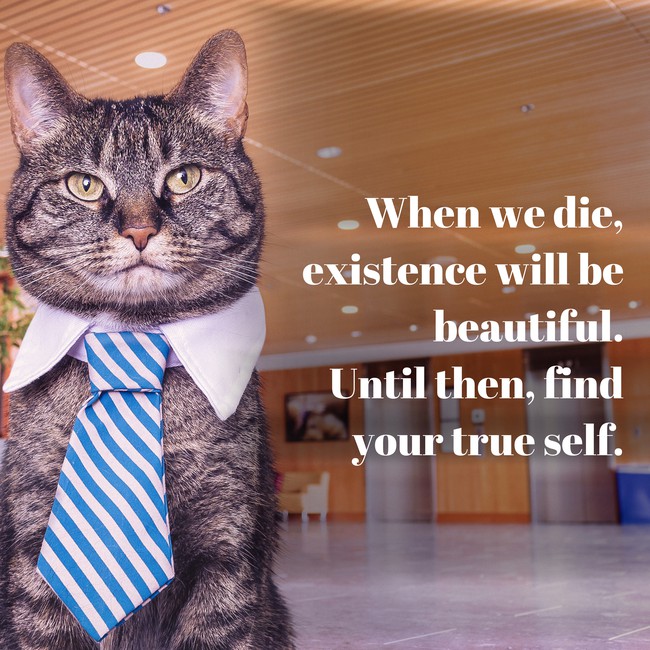 When we die,
existence will be
beautiful.
Until then, find
your true self.